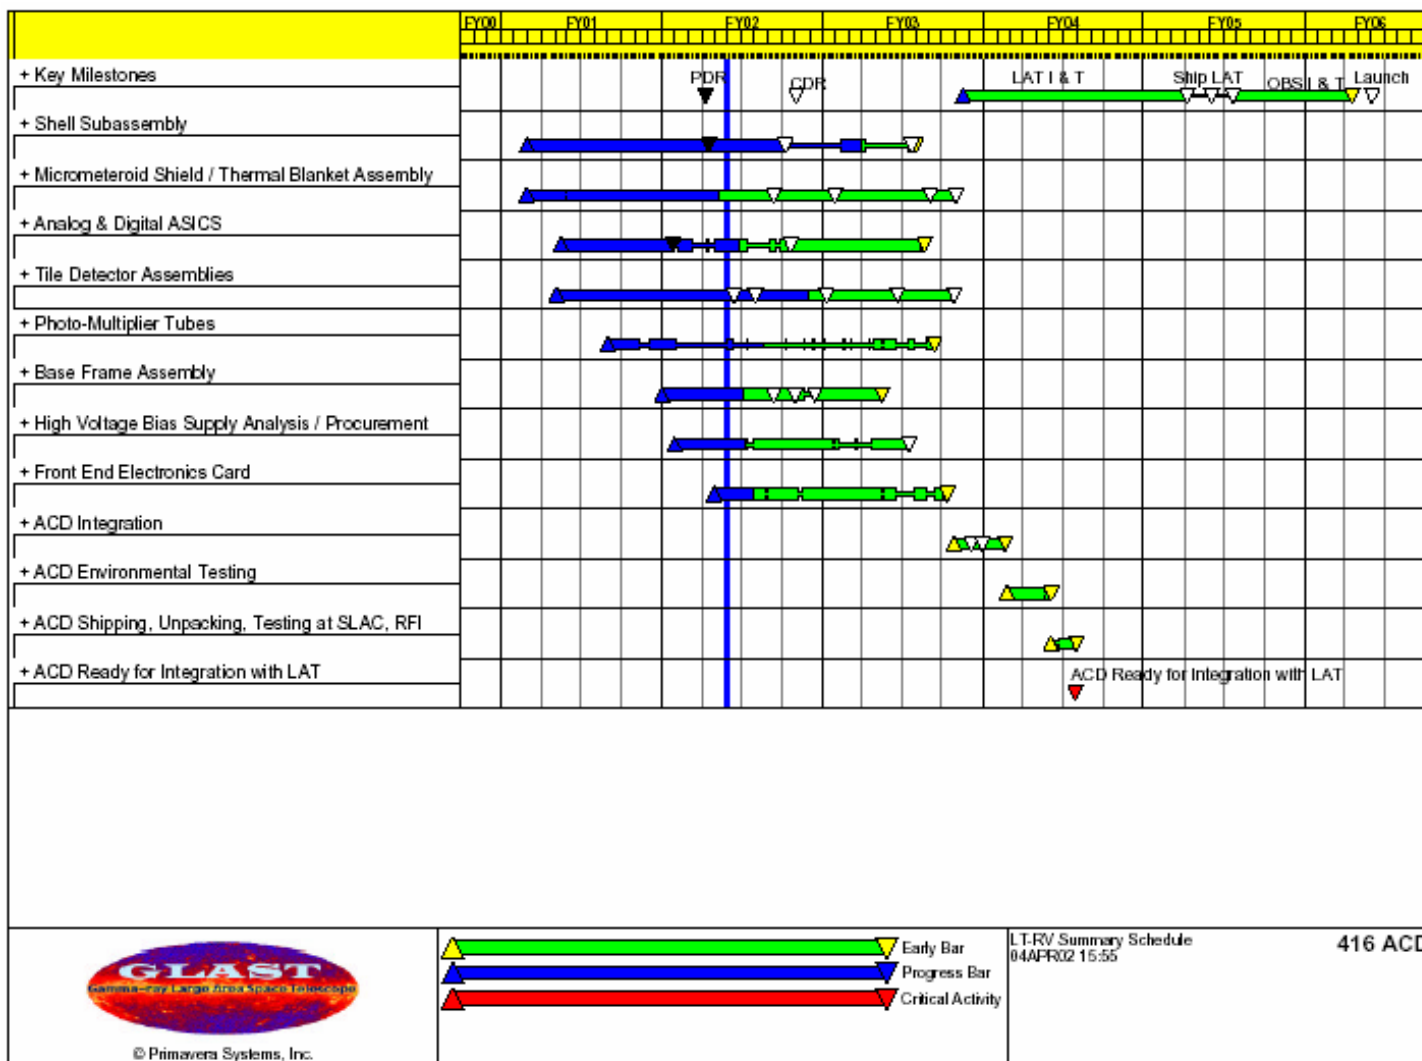 FY00 FY01 FY02 FY03 FY04 FY05 FY06
+ Key Milestones
PDR CDR LAT I & T Ship LAT OBS I & T Launch
+ Shell Subassembly
+ Micrometeroid Shield / Thermal Blanket Assembly
+ Analog & Digital ASICS
+ Tile Detector Assemblies
+ Photo-Multiplier Tubes
+ Base Frame Assembly
+ High Voltage Bias Supply Analysis / Procurement
+ Front End Electronics Card
+ ACD Integration
+ ACD Environmental Testing
+ ACD Shipping, Unpacking, Testing at SLAC, RFI
+ ACD Ready for Integration with LAT
ACD Ready for Integration with LAT
GLAST
Gamma-ray Large Area Space Telescope
© Primavera Systems, Inc.
Early Bar
Progress Bar
Critical Activity
LT-RV Summary Schedule
04APR02 15:55
416 ACD